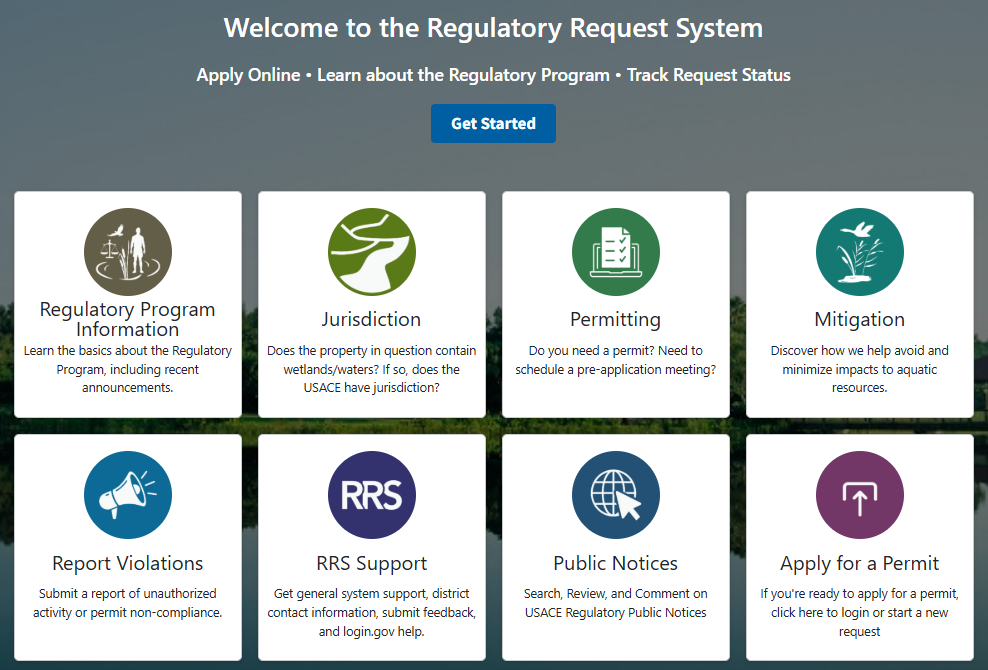 Welcome to the Regulatory Request System
Apply Online • Learn about the Regulatory Program • Track Request Status
Get Started
Regulatory Program
Information
Learn the basics about the Regulatory
Program, including recent
announcements.
Jurisdiction
Does the property in question contain
wetlands/waters? If so, does the
USACE have jurisdiction?
Permitting
Do you need a permit? Need to
schedule a pre-application meeting?
Mitigation
Discover how we help avoid and
minimize impacts to aquatic
resources.
Report Violations
Submit a report of unauthorized
activity or permit non-compliance.
RRS
RRS Support
Get general system support, district
contact information, submit feedback,
and login.gov help.
Public Notices
Search, Review, and Comment on
USACE Regulatory Public Notices
Apply for a Permit
If you're ready to apply for a permit,
click here to login or start a new
request